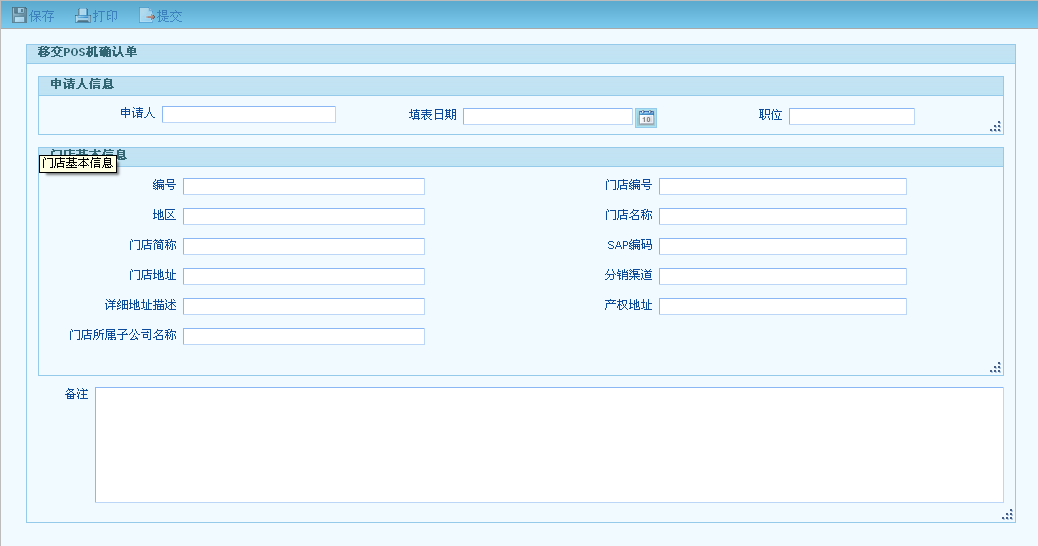 保存 打印 提交
移交POS机确认单
申请人信息
申请人 填表日期 10 职位
门店基本信息
门店基本信息
编号 门店编号
地区 门店名称
门店简称 SAP编码
门店地址 分销渠道
详细地址描述 产权地址
门店所属子公司名称
备注